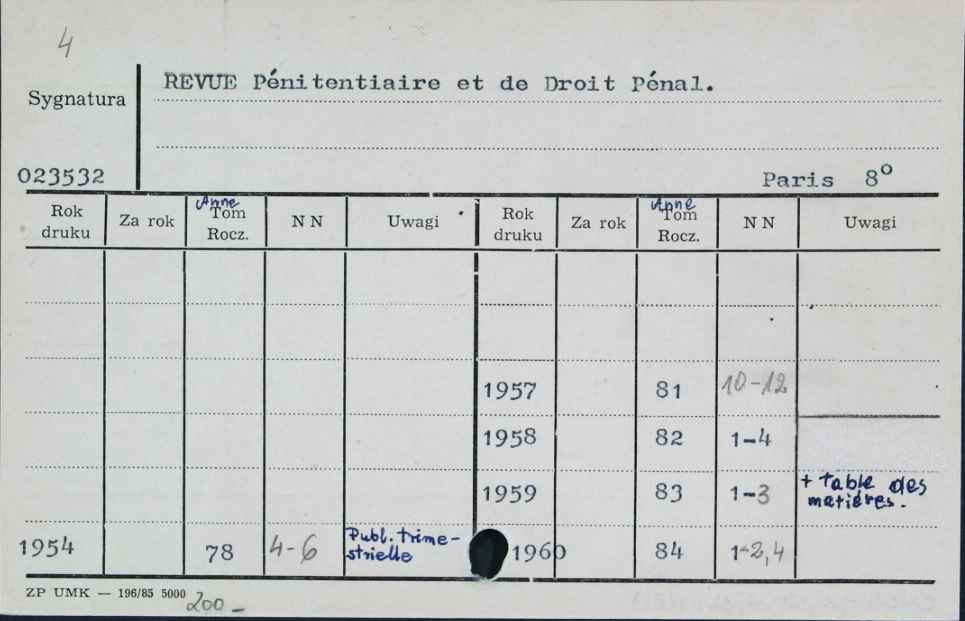 4
Sygnatura
REVUE Pénitentiaire et de Droit Pénal.
023532
Paris 8º
Rok druku Za rok Anne Tom Rocz. N N Uwagi Rok druku Za rok Anne Tom Rocz. N N Uwagi
1957 81 10-12
1958 82 1-4
1959 83 1-3 + table des matières.
1954 78 4-6 Publ. trimestrielle 1960 84 1-2,4
ZP UMK — 196/85 5000
200 -